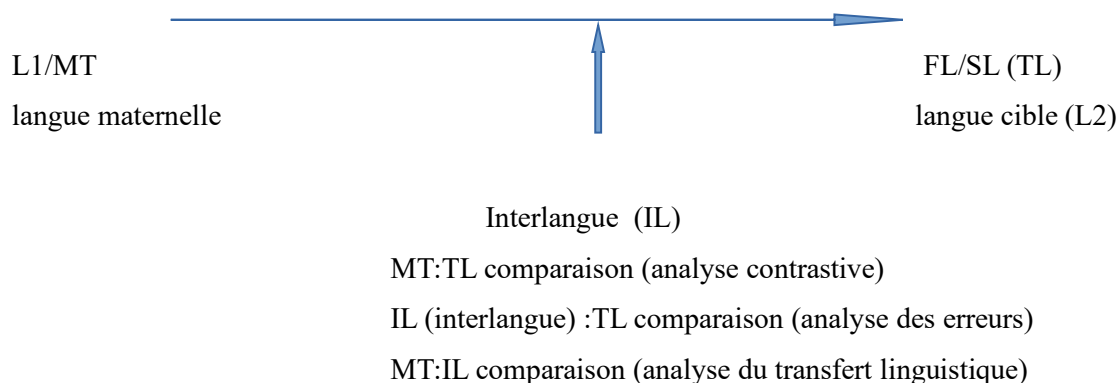 L1/MT FL/SL (TL)
langue maternelle langue cible (L2)
Interlangue (IL)
MT:TL comparaison (analyse contrastive)
IL (interlangue) :TL comparaison (analyse des erreurs)
MT:IL comparaison (analyse du transfert linguistique)